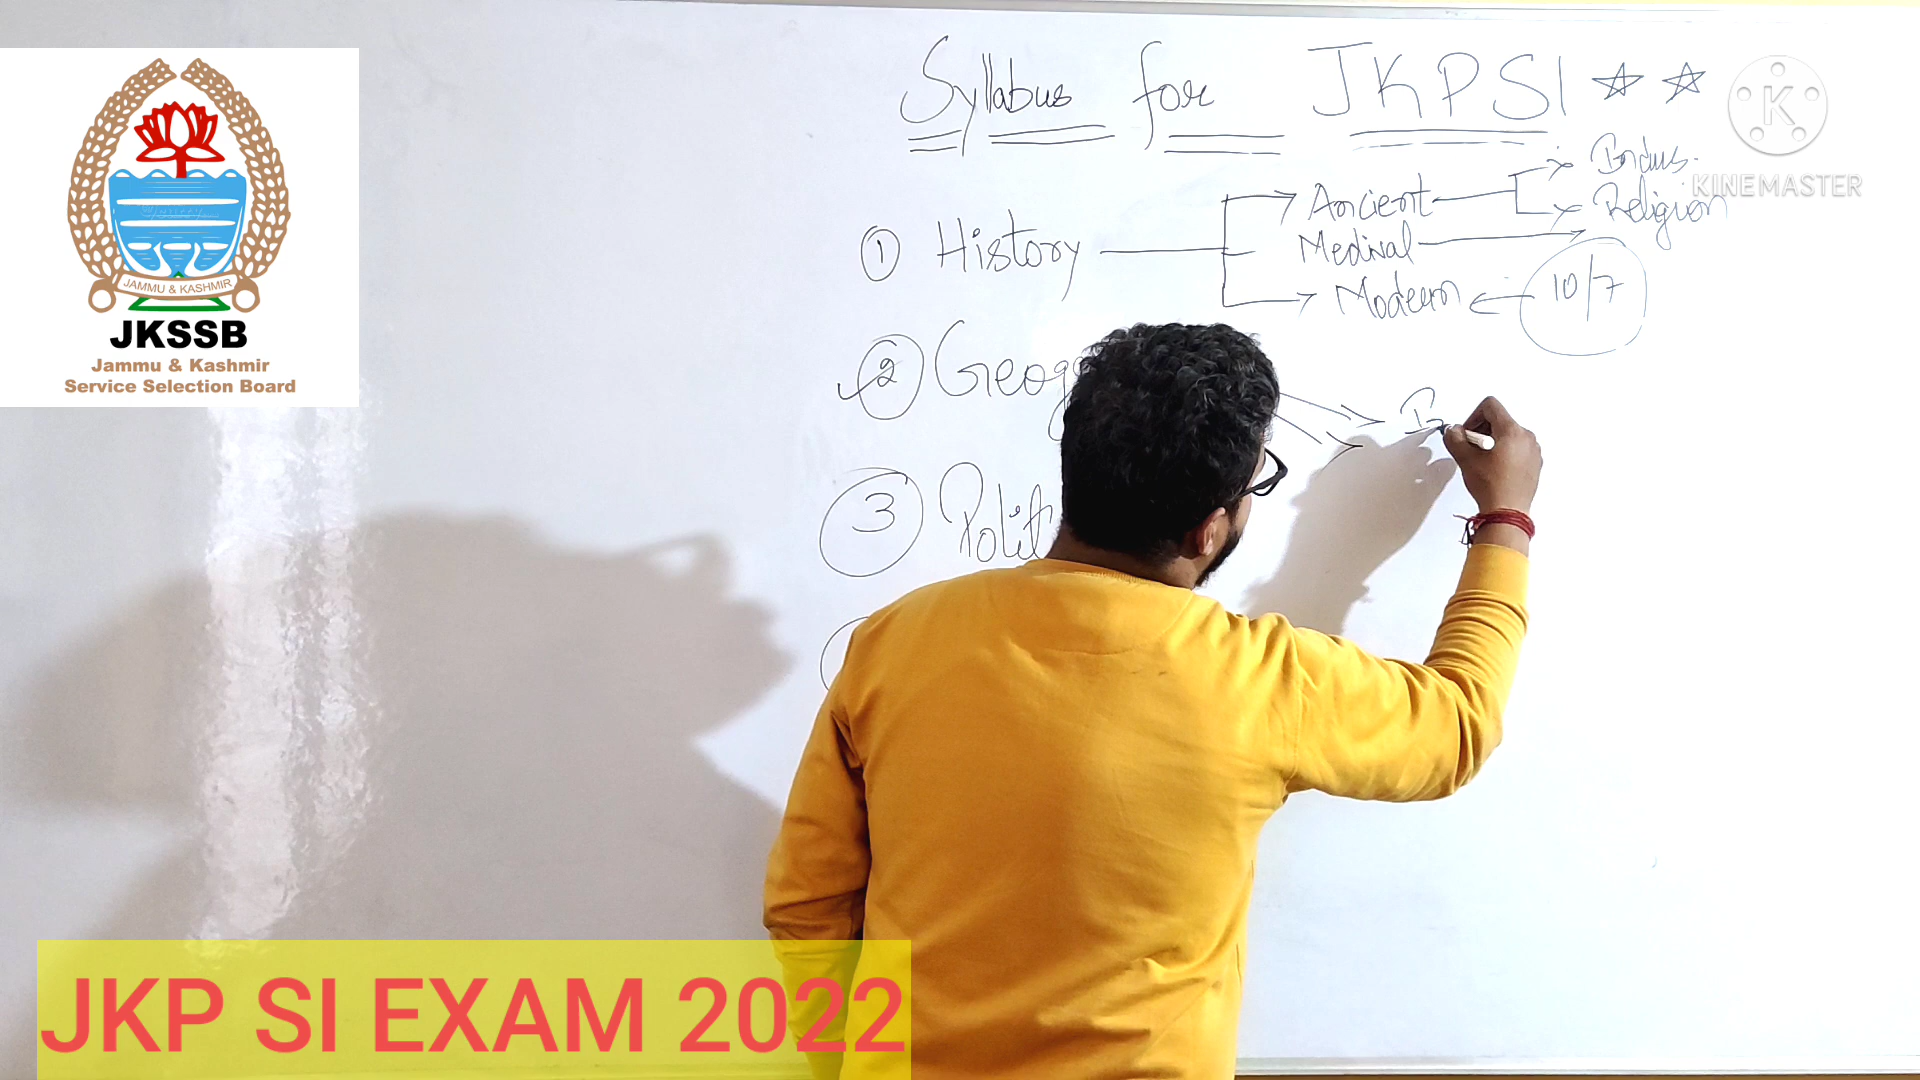 Syllabus for JKPSI
KINEMASTER
① History
Ancient
Indus.
Religion
Medival
Modern
10/7
②
3
JAMMU & KASHMIR
JKSSB
Jammu & Kashmir
Service Selection Board
JKP SI EXAM 2022